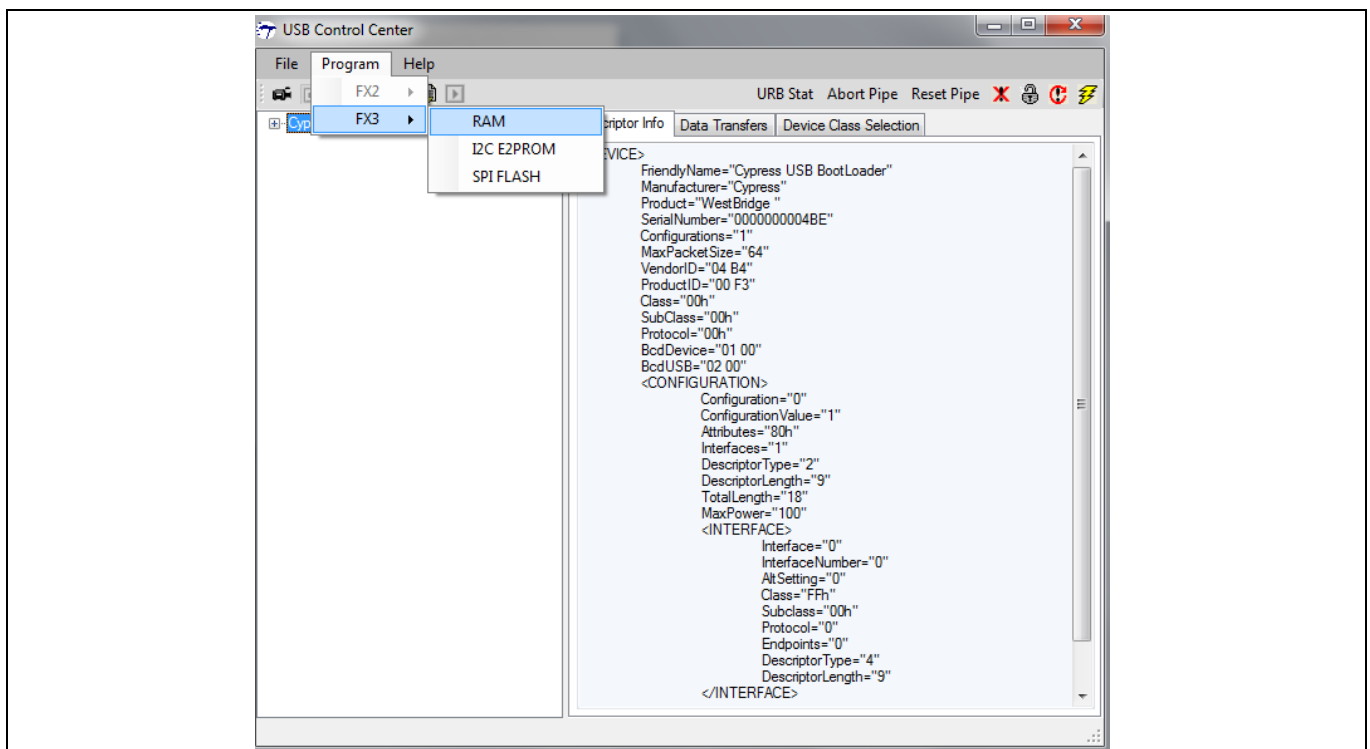 USB Control Center
File Program Help
FX2
URB Stat Abort Pipe Reset Pipe
FX3
RAM
I2C E2PROM
SPI FLASH
Cyp
criptor Info Data Transfers Device Class Selection
EVICE>
FriendlyName="Cypress USB BootLoader"
Manufacturer="Cypress"
Product="WestBridge "
SerialNumber="0000000004BE"
Configurations="1"
MaxPacketSize="64"
VendorID="04 B4"
ProductID="00 F3"
Class="00h"
SubClass="00h"
Protocol="00h"
BcdDevice="01 00"
BcdUSB="02 00"
<CONFIGURATION>
Configuration="0"
ConfigurationValue="1"
Attributes="80h"
Interfaces="1"
DescriptorType="2"
DescriptorLength="9"
TotalLength="18"
MaxPower="100"
<INTERFACE>
Interface="0"
InterfaceNumber="0"
AltSetting="0"
Class="FFh"
Subclass="00h"
Protocol="0"
Endpoints="0"
DescriptorType="4"
DescriptorLength="9"
</INTERFACE>